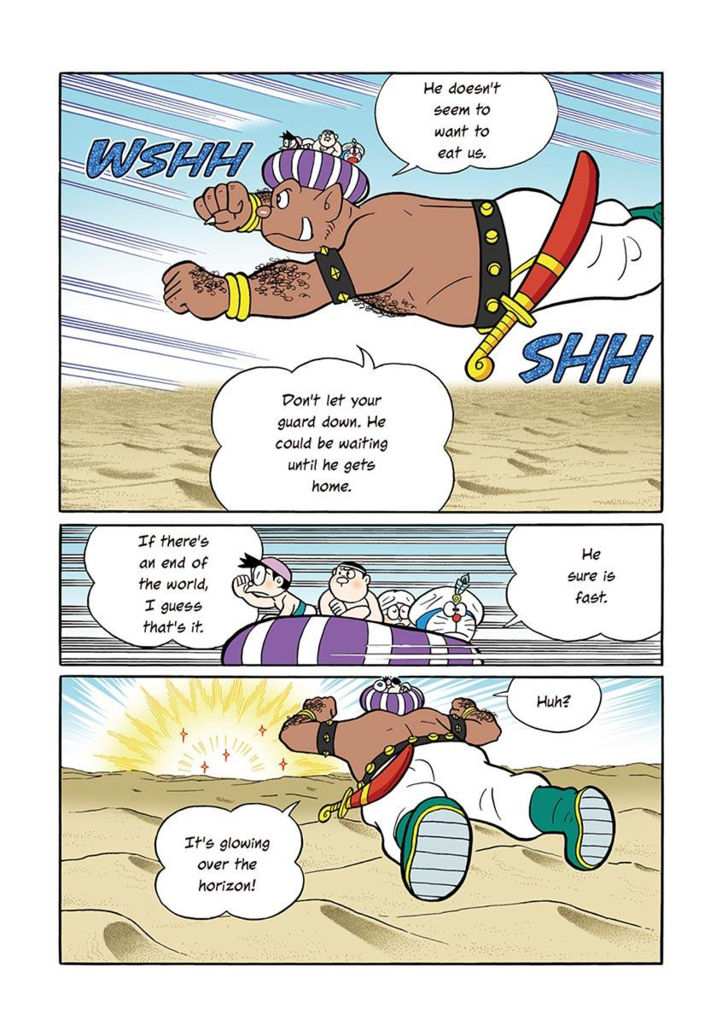 He doesn't
seem to
want to
eat us.
WSHH
SHH
Don't let your
guard down. He
could be waiting
until he gets
home.
If there's
an end of
the world,
I guess
that's it.
He
sure is
fast.
Huh?
It's glowing
over the
horizon!